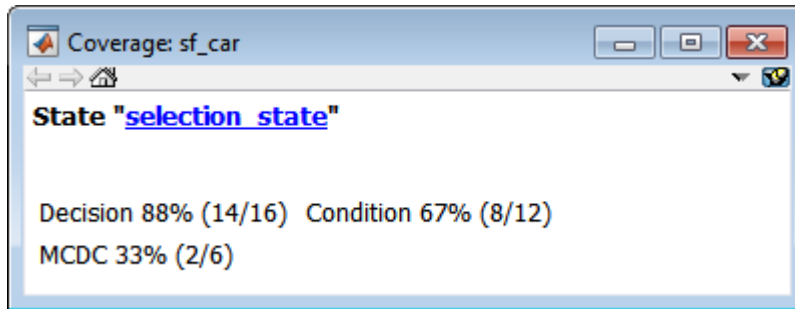 Coverage: sf_car
State "selection_state"
Decision 88% (14/16) Condition 67% (8/12)
MCDC 33% (2/6)